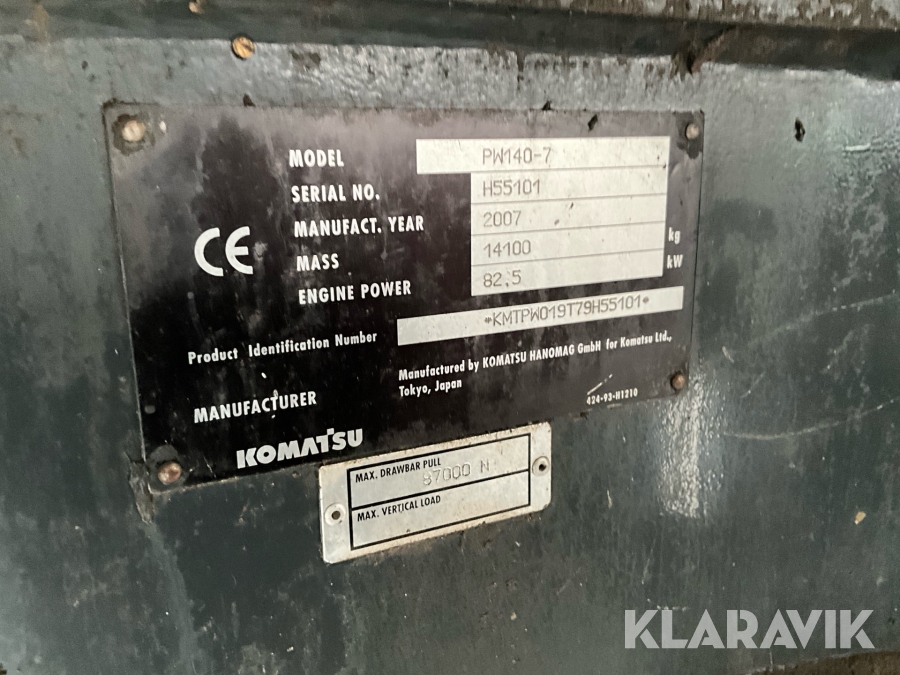 MODEL PW140-7
SERIAL NO. H55101
MANUFACT. YEAR 2007
MASS 14100 kg
ENGINE POWER 82,5 kW
CE
Product Identification Number *KMTPW019T79H55101*
MANUFACTURER Manufactured by KOMATSU HANOMAG GmbH for Komatsu Ltd.,
Tokyo, Japan
424-93-H1210
KOMATSU
MAX. DRAWBAR PULL
87000 N
MAX. VERTICAL LOAD
KLARAVIK